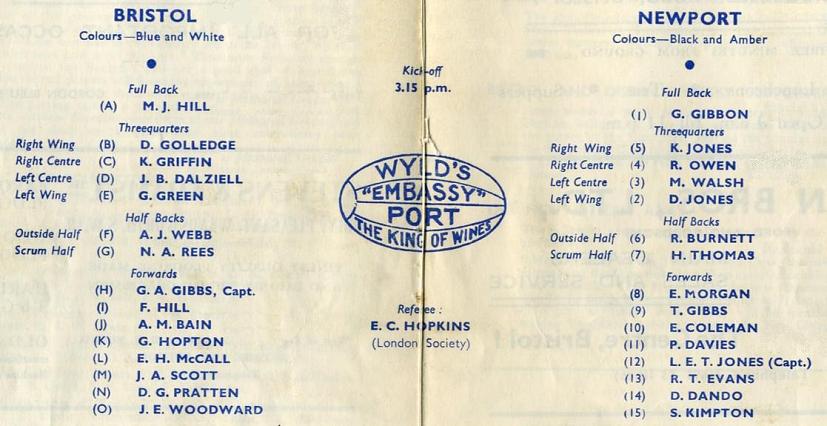 BRISTOL
Colours—Blue and White
Full Back
(A) M. J. HILL
Threequarters
Right Wing (B) D. GOLLEDGE
Right Centre (C) K. GRIFFIN
Left Centre (D) J. B. DALZIELL
Left Wing (E) G. GREEN
Half Backs
Outside Half (F) A. J. WEBB
Scrum Half (G) N. A. REES
Forwards
(H) G. A. GIBBS, Capt.
(I) F. HILL
(J) A. M. BAIN
(K) G. HOPTON
(L) E. H. McCALL
(M) J. A. SCOTT
(N) D. G. PRATTEN
(O) J. E. WOODWARD
Kick-off
3.15 p.m.
WYLD'S
"EMBASSY"
PORT
THE KING OF WINES
Referee :
E. C. HOPKINS
(London Society)
NEWPORT
Colours—Black and Amber
Full Back
(1) G. GIBBON
Threequarters
Right Wing (5) K. JONES
Right Centre (4) R. OWEN
Left Centre (3) M. WALSH
Left Wing (2) D. JONES
Half Backs
Outside Half (6) R. BURNETT
Scrum Half (7) H. THOMAS
Forwards
(8) E. MORGAN
(9) T. GIBBS
(10) E. COLEMAN
(11) P. DAVIES
(12) L. E. T. JONES (Capt.)
(13) R. T. EVANS
(14) D. DANDO
(15) S. KIMPTON